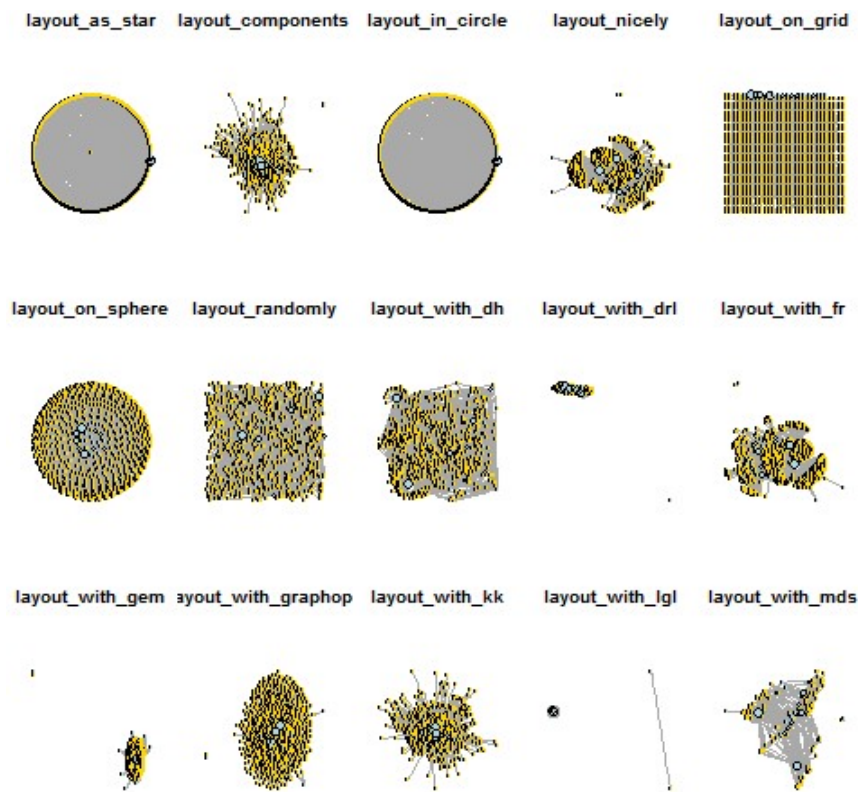 layout_as_star layout_components layout_in_circle layout_nicely layout_on_grid
layout_on_sphere layout_randomly layout_with_dh layout_with_drl layout_with_fr
layout_with_gem ayout_with_graphop layout_with_kk layout_with_lgl layout_with_mds